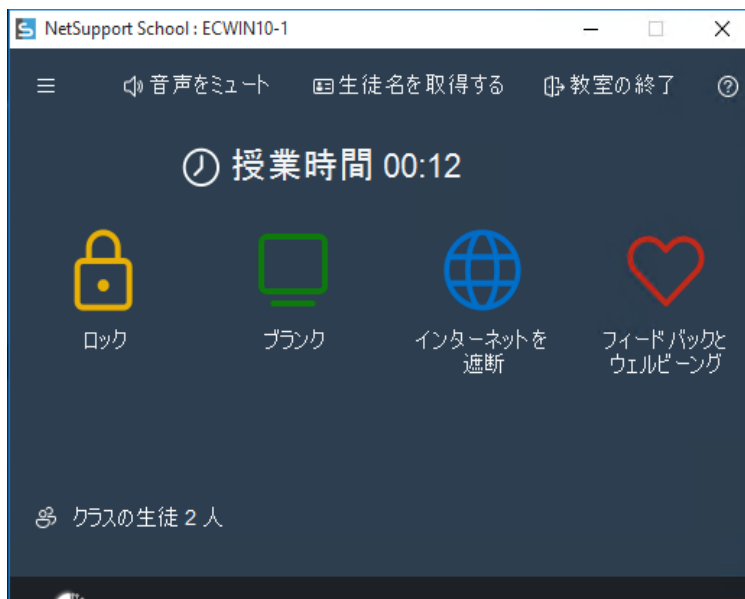 NetSupport School : ECWIN10-1
音声をミュート 生徒名を取得する 教室の終了
授業時間 00:12
ロック ブランク インターネットを フィードバックと
遮断 ウェルビーング
クラスの生徒 2 人